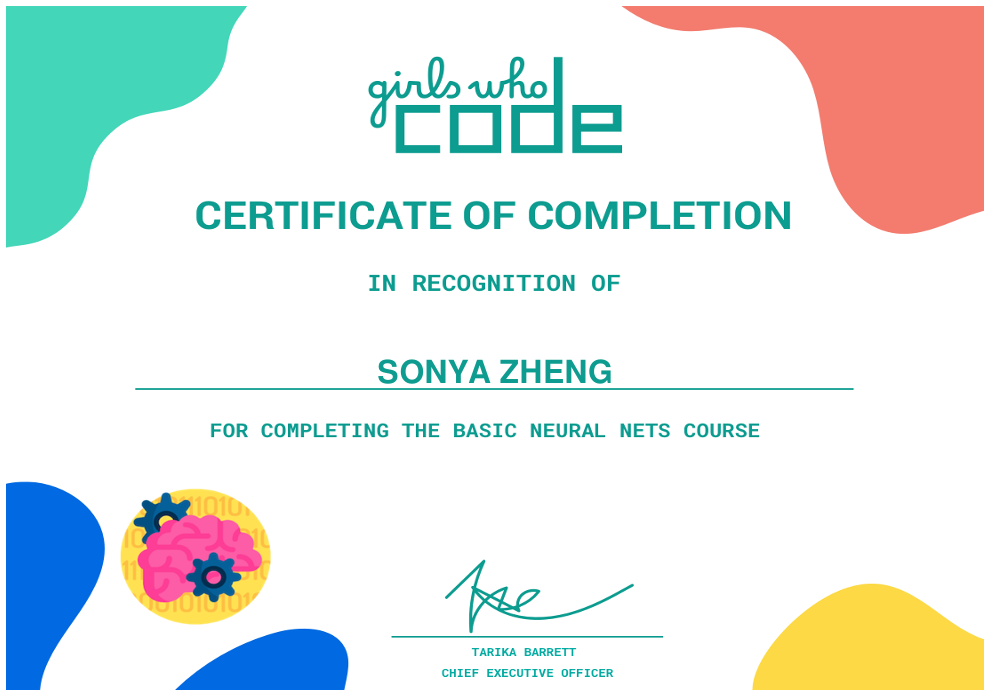 girls who
code
CERTIFICATE OF COMPLETION
IN RECOGNITION OF
SONYA ZHENG
FOR COMPLETING THE BASIC NEURAL NETS COURSE
TARIKA BARRETT
CHIEF EXECUTIVE OFFICER